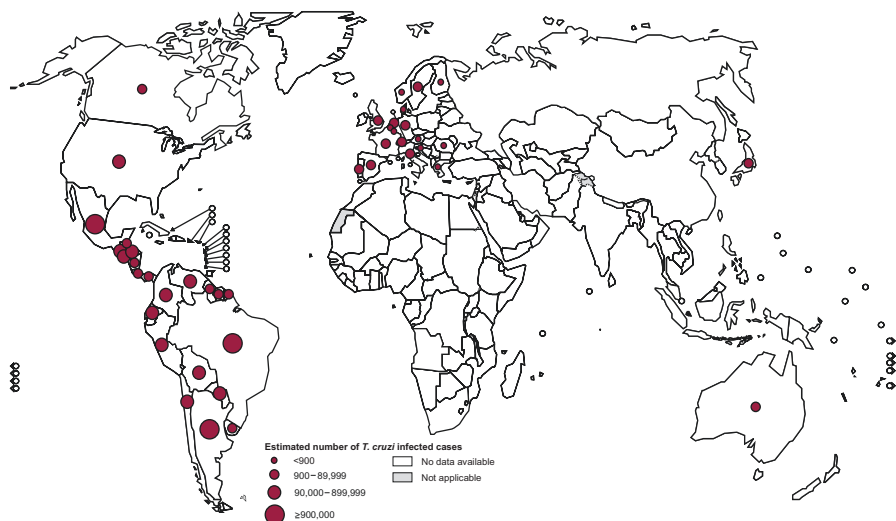 Estimated number of T. cruzi infected cases
<900
900–89,999
90,000–899,999
≥900,000
No data available
Not applicable